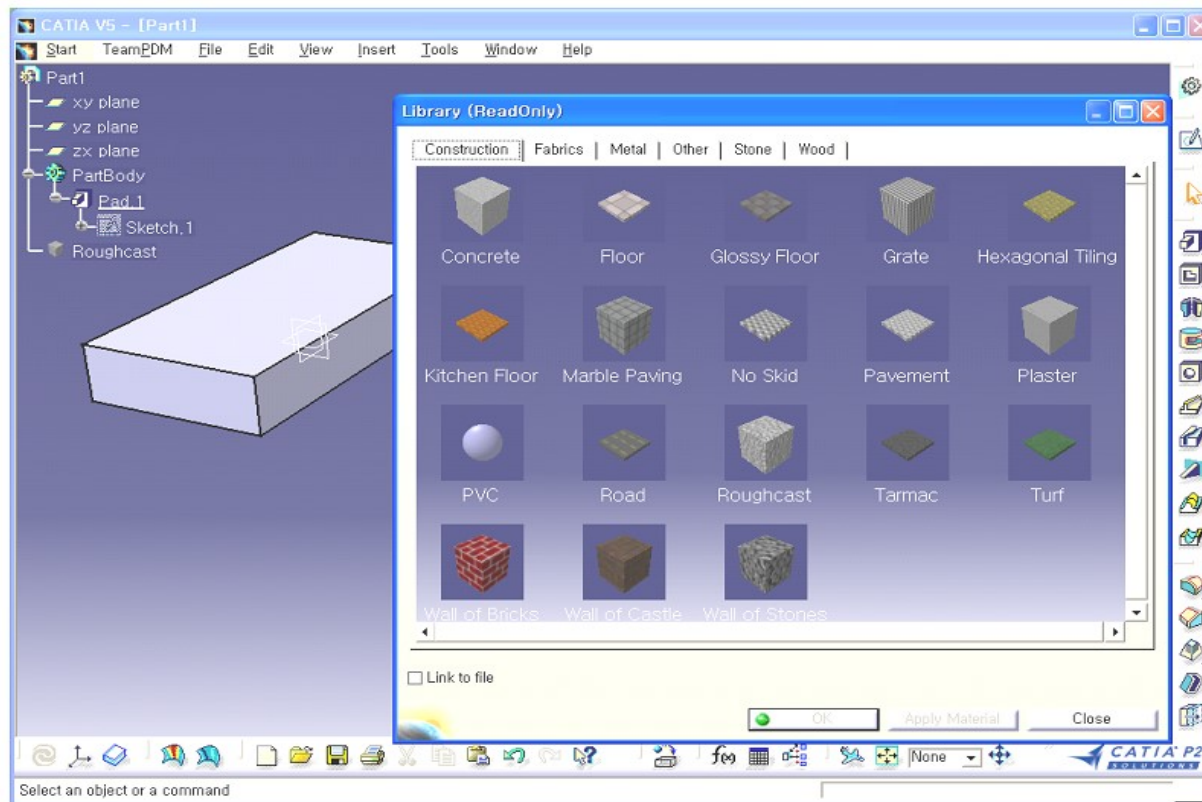 CATIA V5 - [Part1]
Start TeamPDM File Edit View Insert Tools Window Help
Part1
xy plane
yz plane
zx plane
PartBody
Pad.1
Sketch.1
Roughcast
Library (ReadOnly)
Construction Fabrics Metal Other Stone Wood
Concrete Floor Glossy Floor Grate Hexagonal Tiling
Kitchen Floor Marble Paving No Skid Pavement Plaster
PVC Road Roughcast Tarmac Turf
Wall of Bricks Wall of Castle Wall of Stones
Link to file
OK Apply Material Close
f(x) None
CATIA P2
SOLUTIONS
Select an object or a command